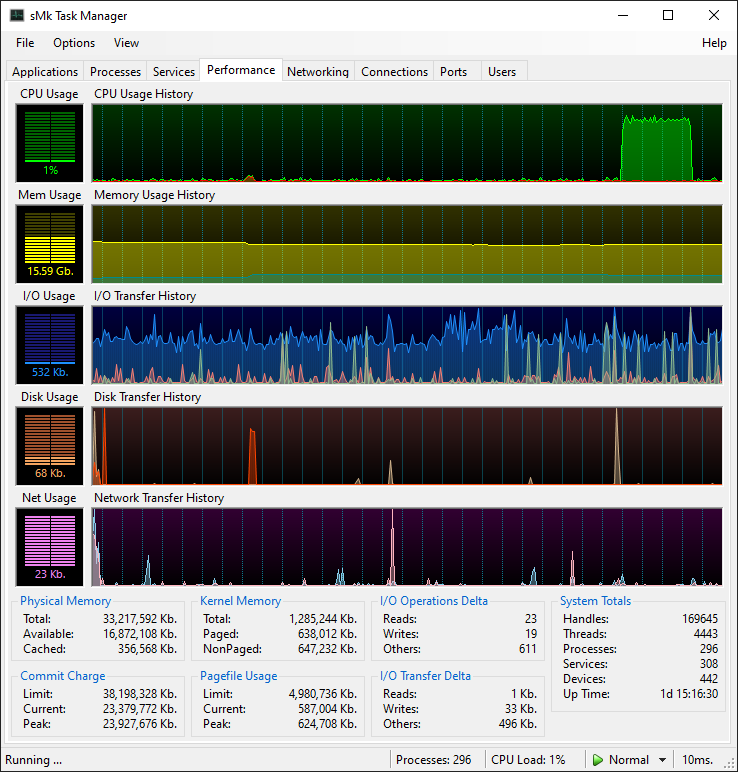 sMk Task Manager
File Options View Help
Applications Processes Services Performance Networking Connections Ports Users
CPU Usage CPU Usage History
1%
Mem Usage Memory Usage History
15.59 Gb.
I/O Usage I/O Transfer History
532 Kb.
Disk Usage Disk Transfer History
68 Kb.
Net Usage Network Transfer History
23 Kb.
Physical Memory
Total: 33,217,592 Kb.
Available: 16,872,108 Kb.
Cached: 356,568 Kb.
Kernel Memory
Total: 1,285,244 Kb.
Paged: 638,012 Kb.
NonPaged: 647,232 Kb.
I/O Operations Delta
Reads: 23
Writes: 19
Others: 611
System Totals
Handles: 169645
Threads: 4443
Processes: 296
Services: 308
Devices: 442
Up Time: 1d 15:16:30
Commit Charge
Limit: 38,198,328 Kb.
Current: 23,379,772 Kb.
Peak: 23,927,676 Kb.
Pagefile Usage
Limit: 4,980,736 Kb.
Current: 587,004 Kb.
Peak: 624,708 Kb.
I/O Transfer Delta
Reads: 1 Kb.
Writes: 33 Kb.
Others: 496 Kb.
Running ... Processes: 296 CPU Load: 1% Normal 10ms.